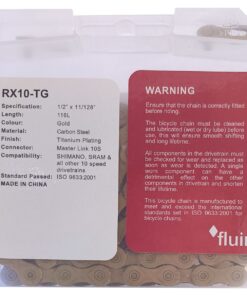 RX10-TG
Specification: 1/2" x 11/128"
Length: 116L
Colour: Gold
Material: Carbon Steel
Finish: Titanium Plating
Connector: Master Link 10S
Compatibility: SHIMANO, SRAM &
all other 10 speed
drivetrains
Standard Passed: ISO 9633:2001
MADE IN CHINA
WARNING
Ensure that the chain is correctly fitted
before riding.
The bicycle chain must be cleaned
and lubricated (wet or dry lube) before
use, this will ensure smooth shifting
and long lifetime.
All components in the drivetrain must
be checked for wear and replaced as
soon as wear is detected. A single
worn component can have a
detrimental effect on the other
components in drivetrain and shorten
their lifetime.
This bicycle chain is manufactured to
meet and exceed the international
standards set in ISO 9633:2001 for
bicycle chain.
fluir